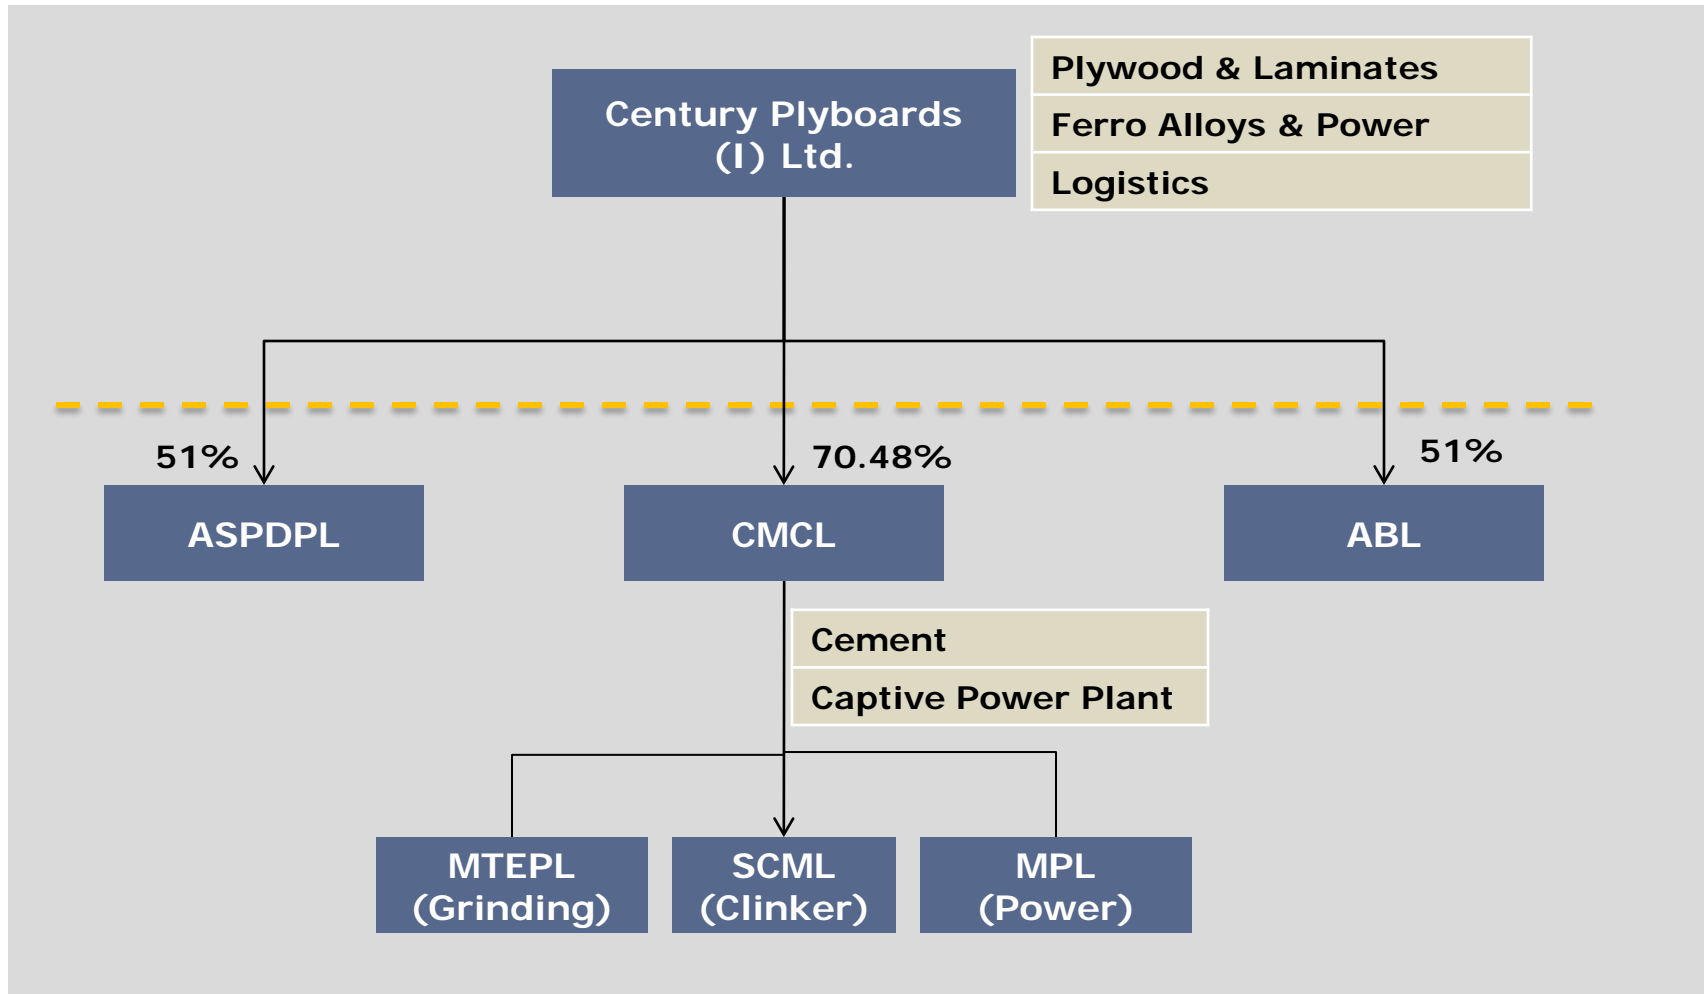 Century Plyboards
(I) Ltd.
Plywood & Laminates
Ferro Alloys & Power
Logistics
51%
70.48%
51%
ASPDPL
CMCL
ABL
Cement
Captive Power Plant
MTEPL
(Grinding)
SCML
(Clinker)
MPL
(Power)